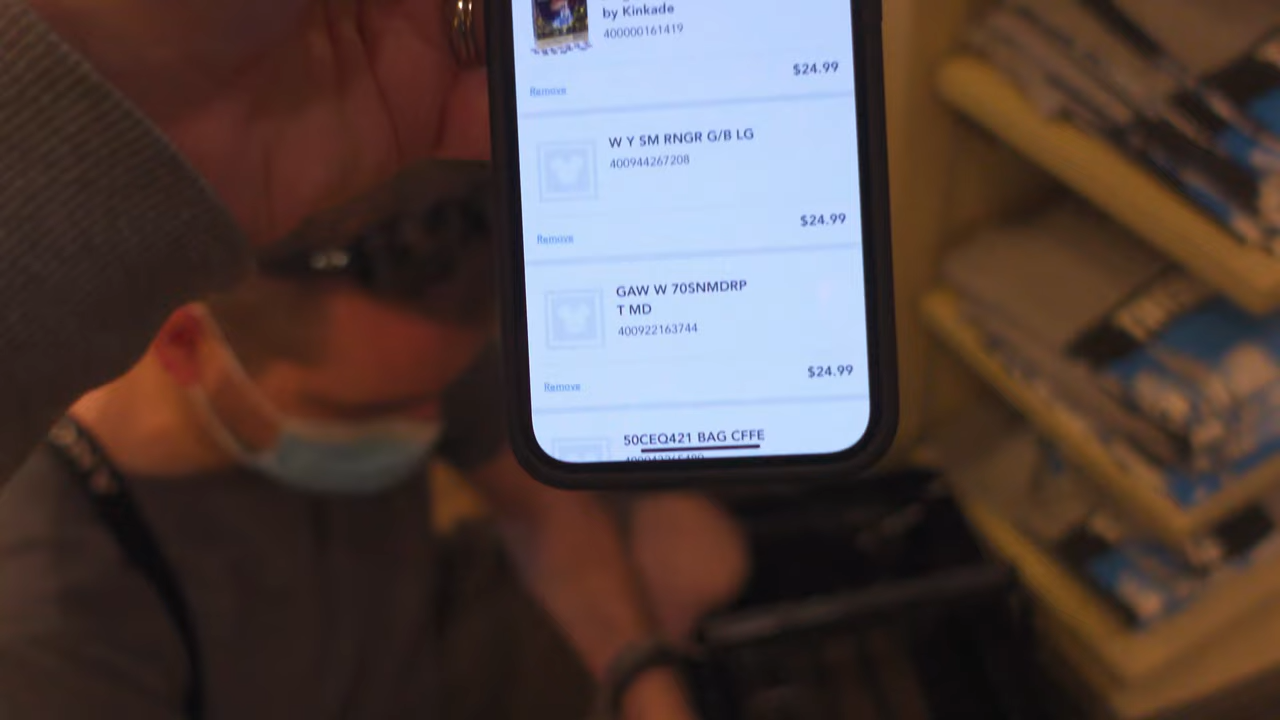 by Kinkade
400000161419
$24.99
Remove
W Y SM RNGR G/B LG
400944267208
$24.99
Remove
GAW W 70SNMDRP
T MD
400922163744
$24.99
Remove
50CEQ421 BAG CFFE